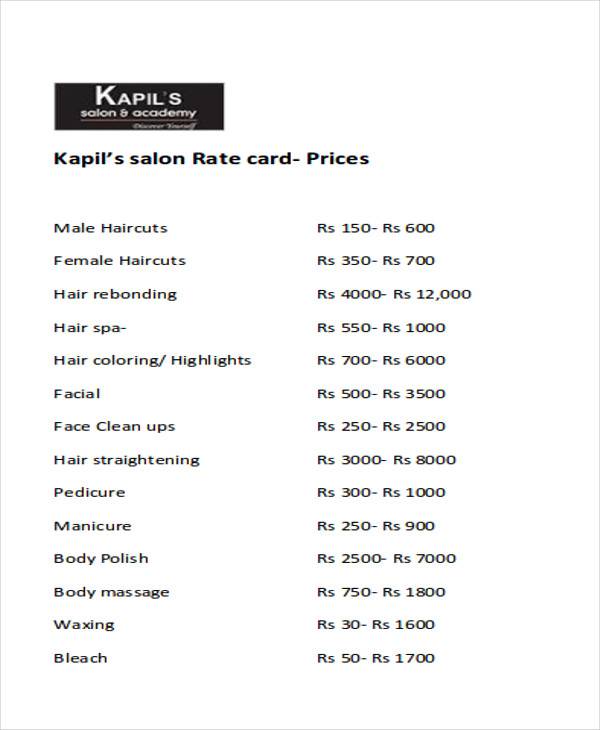 KAPIL'S
salon & academy
Discover Yourself
Kapil’s salon Rate card- Prices
Male Haircuts Rs 150- Rs 600
Female Haircuts Rs 350- Rs 700
Hair rebonding Rs 4000- Rs 12,000
Hair spa- Rs 550- Rs 1000
Hair coloring/ Highlights Rs 700- Rs 6000
Facial Rs 500- Rs 3500
Face Clean ups Rs 250- Rs 2500
Hair straightening Rs 3000- Rs 8000
Pedicure Rs 300- Rs 1000
Manicure Rs 250- Rs 900
Body Polish Rs 2500- Rs 7000
Body massage Rs 750- Rs 1800
Waxing Rs 30- Rs 1600
Bleach Rs 50- Rs 1700